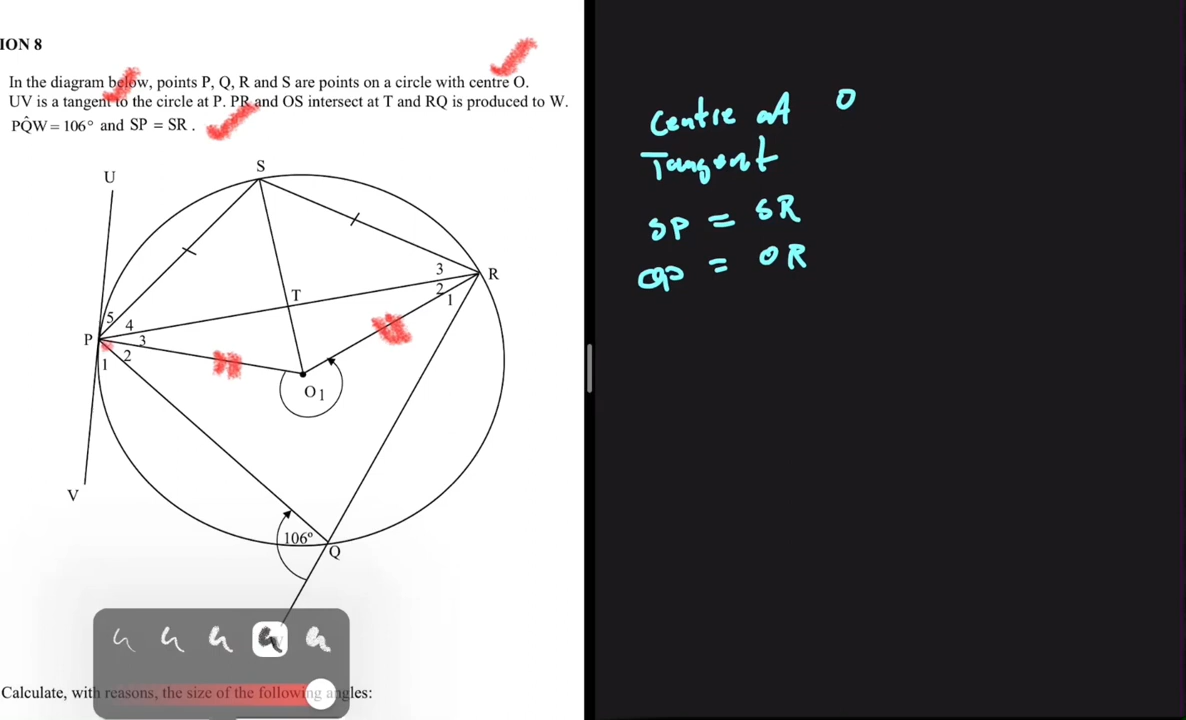 ION 8
In the diagram below, points P, Q, R and S are points on a circle with centre O.
UV is a tangent to the circle at P. PR and OS intersect at T and RQ is produced to W.
PQ̂W = 106° and SP = SR .
S
U
R
3
2
1
T
P
5
4
3
2
1
O 1
V
106°
Q
Calculate, with reasons, the size of the following angles:
Centre at O
Tangent
SP = SR
OP = OR